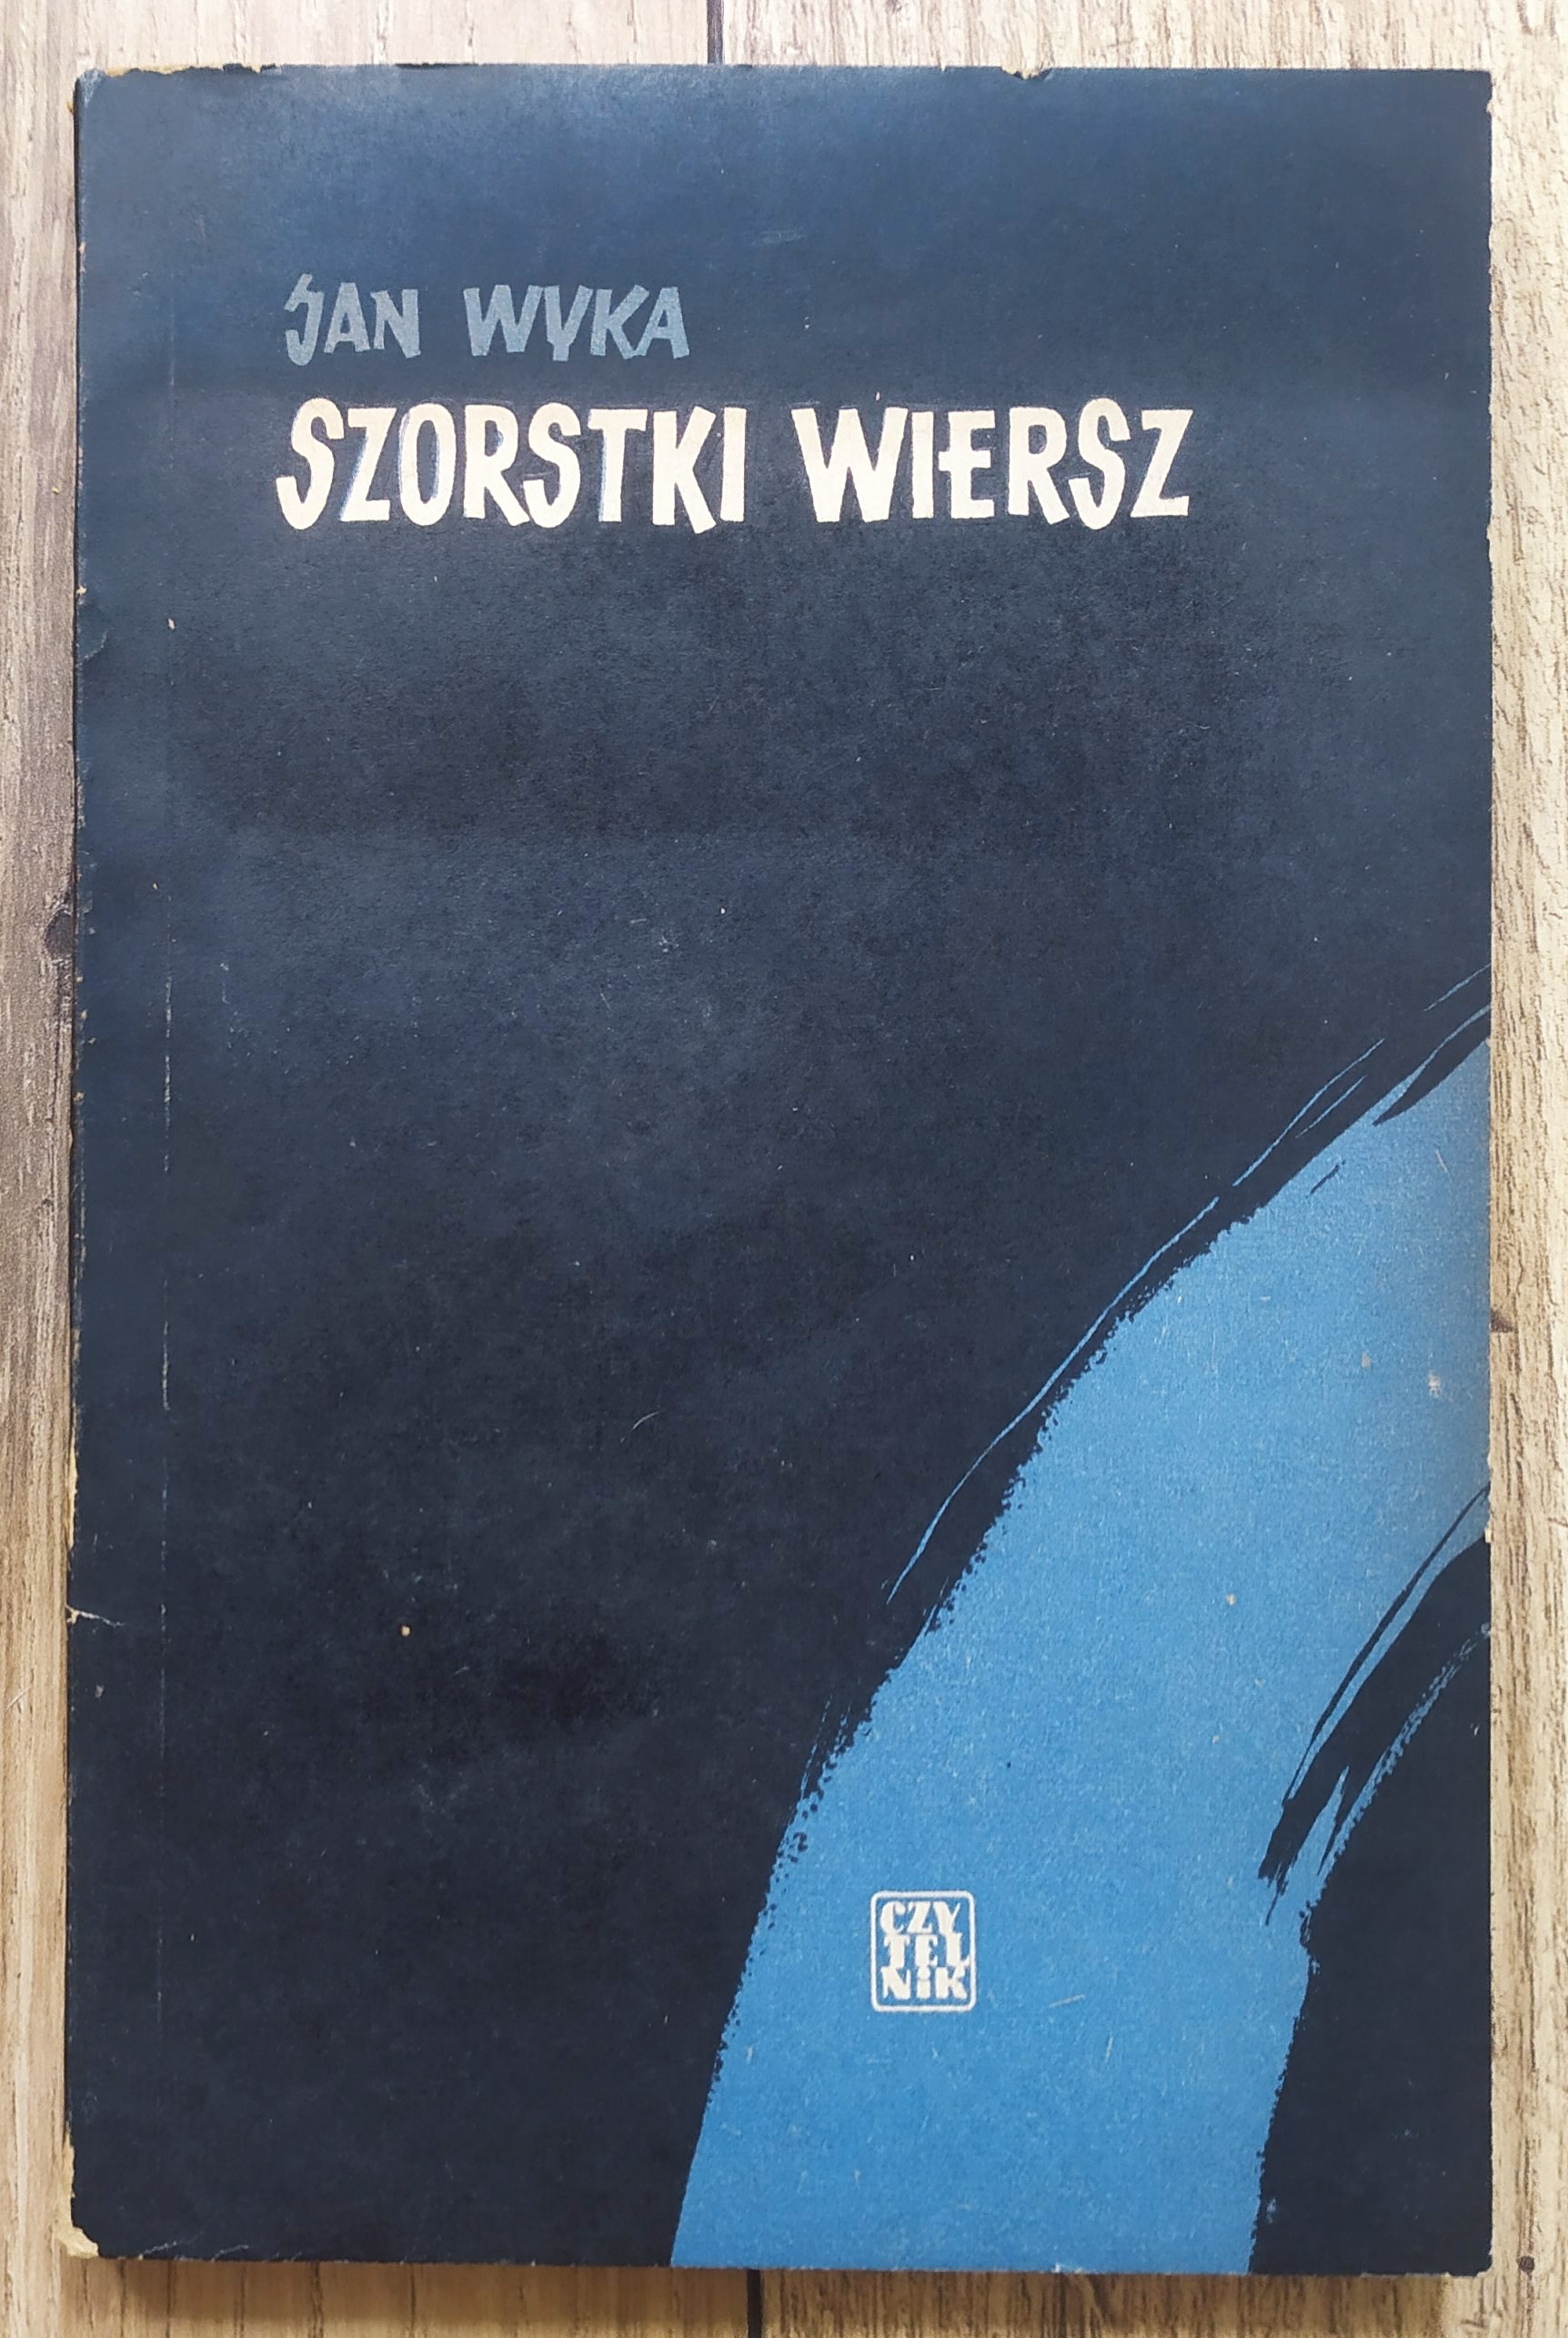 JAN WYKA
SZORSTKI WIERSZ
CZY
TEL
NiK